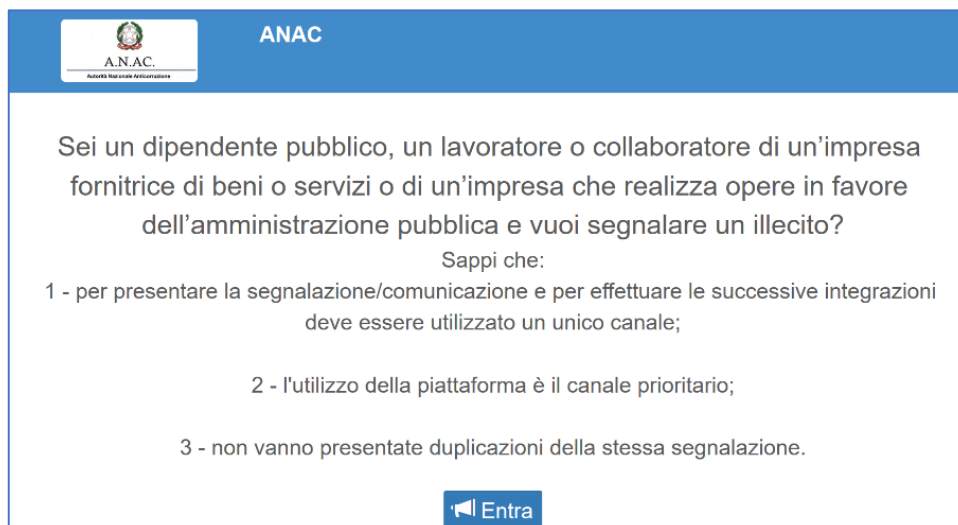 A.N.AC.
Autorità Nazionale Anticorruzione
ANAC
Sei un dipendente pubblico, un lavoratore o collaboratore di un’impresa
fornitrice di beni o servizi o di un’impresa che realizza opere in favore
dell’amministrazione pubblica e vuoi segnalare un illecito?
Sappi che:
1 - per presentare la segnalazione/comunicazione e per effettuare le successive integrazioni
deve essere utilizzato un unico canale;
2 - l'utilizzo della piattaforma è il canale prioritario;
3 - non vanno presentate duplicazioni della stessa segnalazione.
Entra